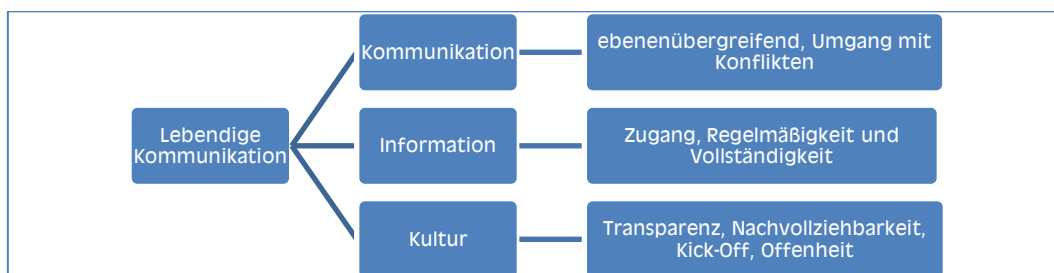 Lebendige
Kommunikation
Kommunikation
ebenenübergreifend, Umgang mit
Konflikten
Information
Zugang, Regelmäßigkeit und
Vollständigkeit
Kultur
Transparenz, Nachvollziehbarkeit,
Kick-Off, Offenheit